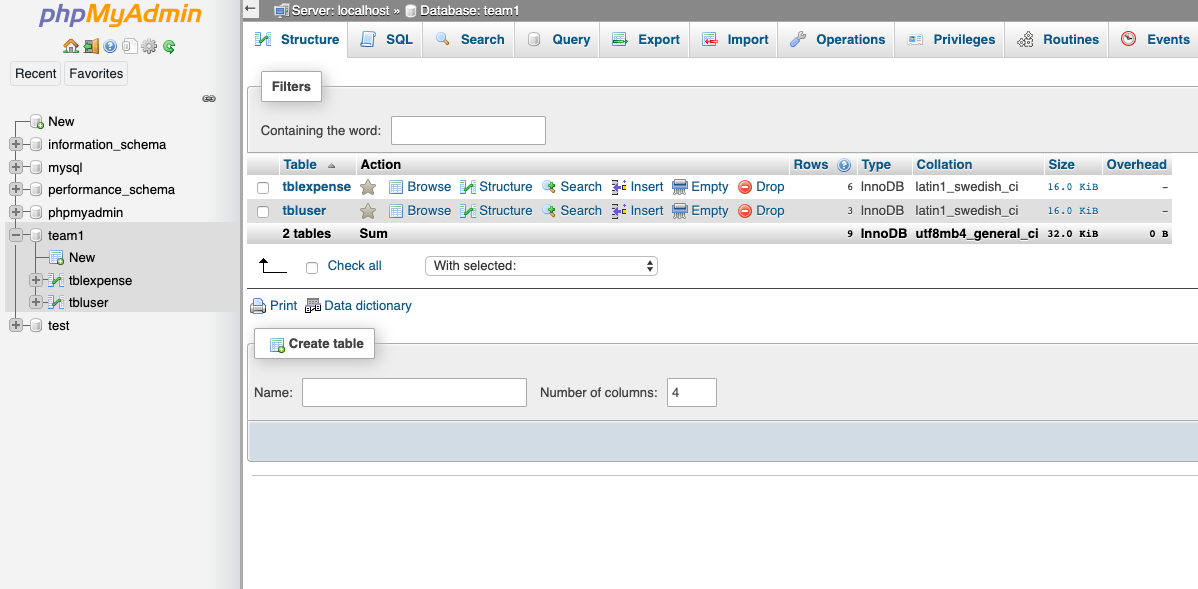 phpMyAdmin
Recent Favorites
New
information_schema
mysql
performance_schema
phpmyadmin
team1
New
tblexpense
tbluser
test
Server: localhost » Database: team1
Structure SQL Search Query Export Import Operations Privileges Routines Events
Filters
Containing the word:
Table Action Rows Type Collation Size Overhead
tblexpense Browse Structure Search Insert Empty Drop 6 InnoDB latin1_swedish_ci 16.0 KiB –
tbluser Browse Structure Search Insert Empty Drop 3 InnoDB latin1_swedish_ci 16.0 KiB –
2 tables Sum 9 InnoDB utf8mb4_general_ci 32.0 KiB 0 B
Check all With selected:
Print Data dictionary
Create table
Name: Number of columns: 4